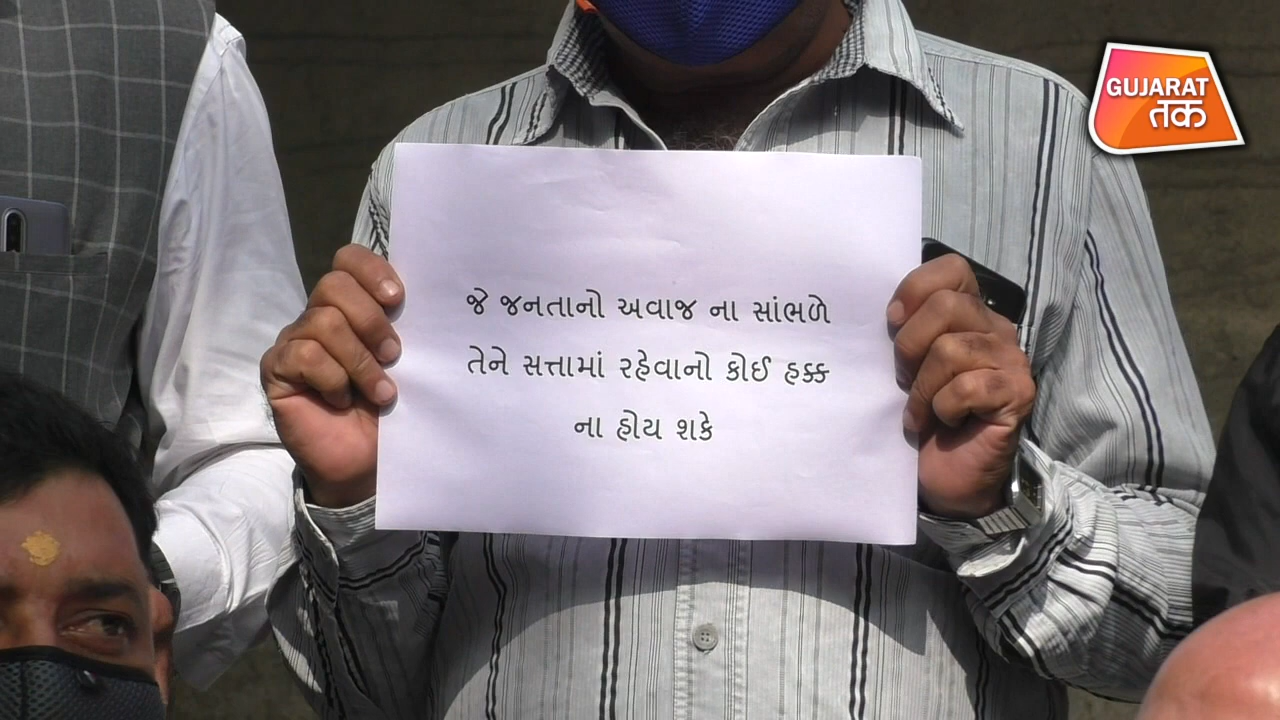 GUJARAT
तक
જે જનતાનો અવાજ ના સાંભળે
તેને સત્તામાં રહેવાનો કોઈ હક્ક
ના હોય શકે